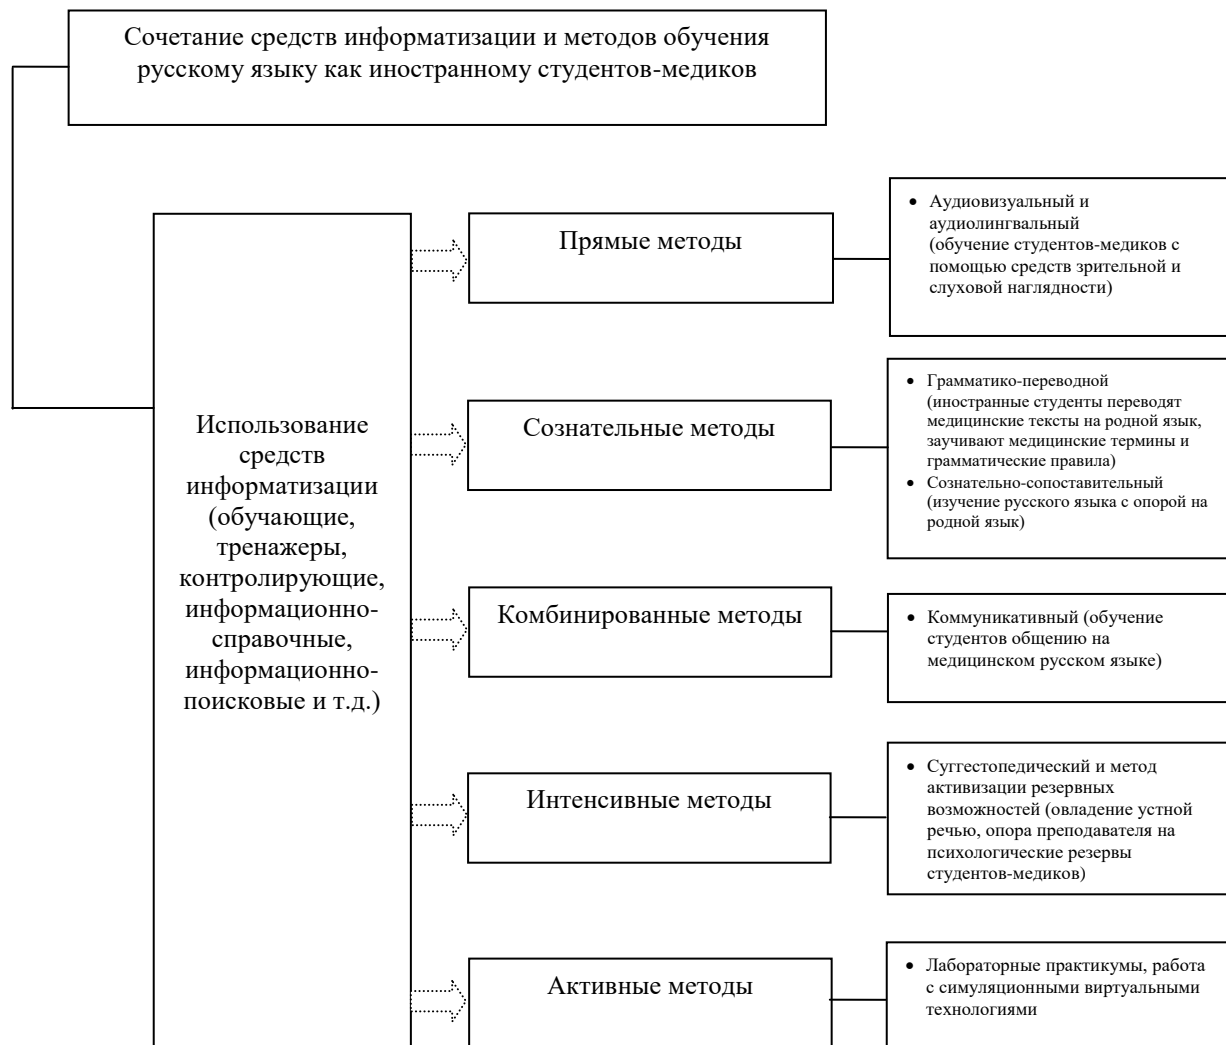 Сочетание средств информатизации и методов обучения
русскому языку как иностранному студентов-медиков
Использование
средств
информатизации
(обучающие,
тренажеры,
контролирующие,
информационно-
справочные,
информационно-
поисковые и т.д.)
Прямые методы
• Аудиовизуальный и
аудиолингвальный
(обучение студентов-медиков с
помощью средств зрительной и
слуховой наглядности)
Сознательные методы
• Грамматико-переводной
(иностранные студенты переводят
медицинские тексты на родной язык,
заучивают медицинские термины и
грамматические правила)
• Сознательно-сопоставительный
(изучение русского языка с опорой на
родной язык)
Комбинированные методы
• Коммуникативный (обучение
студентов общению на
медицинском русском языке)
Интенсивные методы
• Суггестопедический и метод
активизации резервных
возможностей (овладение устной
речью, опора преподавателя на
психологические резервы
студентов-медиков)
Активные методы
• Лабораторные практикумы, работа
с симуляционными виртуальными
технологиями